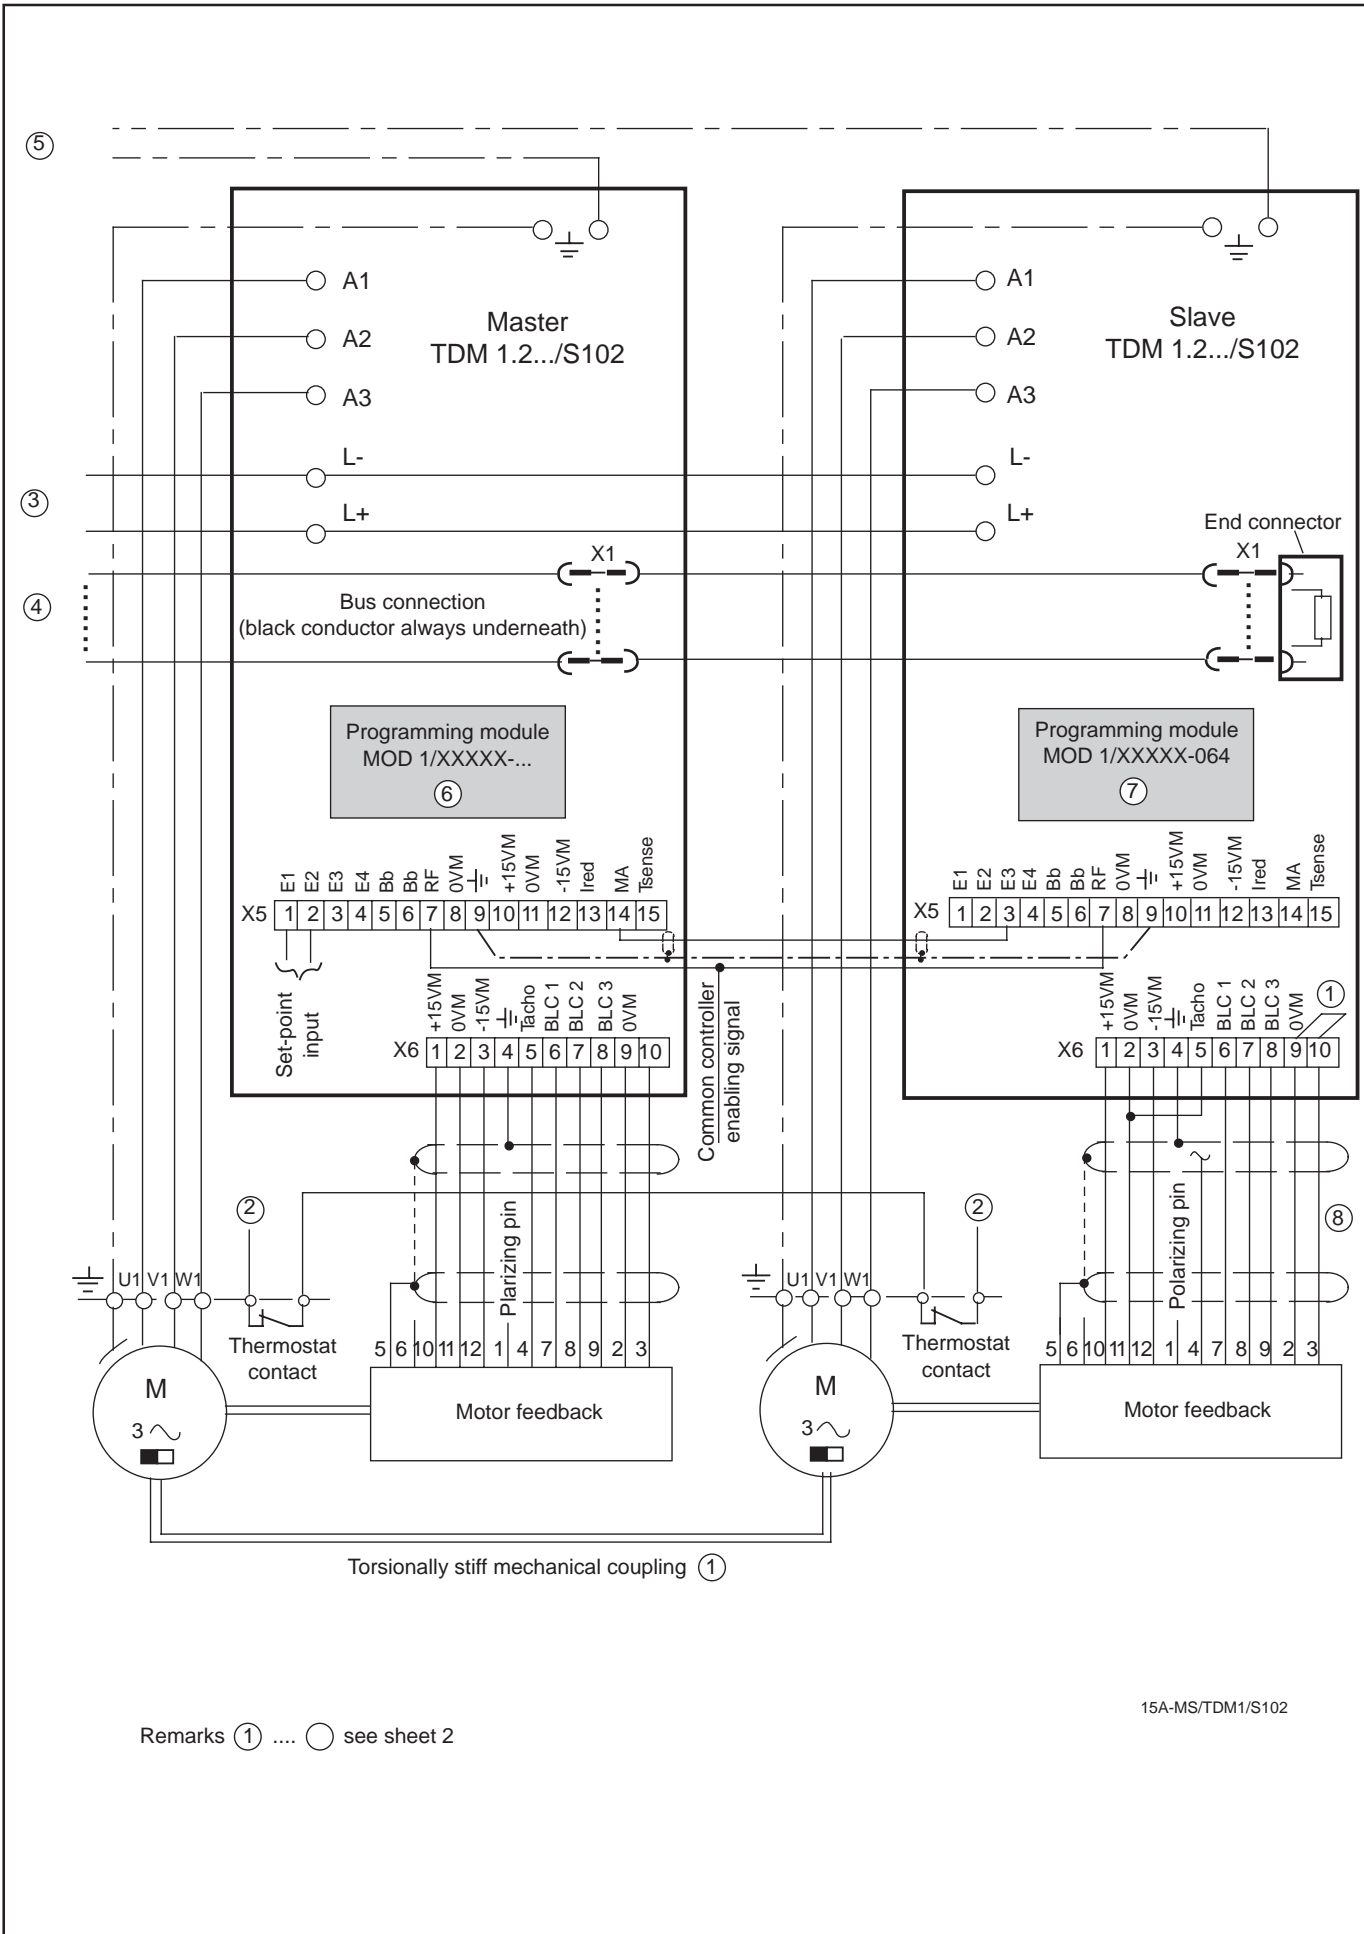 5
A1
A2
A3
Master
TDM 1.2.../S102
L-
L+
3
X1
4
Bus connection
(black conductor always underneath)
Programming module
MOD 1/XXXXX-...
6
E1 E2 E3 E4 Bb Bb RF 0VM +15VM 0VM -15VM Ired MA Tsense
X5 1 2 3 4 5 6 7 8 9 10 11 12 13 14 15
Set-point
input
+15VM 0VM -15VM Tacho BLC 1 BLC 2 BLC 3 0VM
X6 1 2 3 4 5 6 7 8 9 10
Common controller
enabling signal
A1
A2
A3
Slave
TDM 1.2.../S102
L-
L+
End connector
X1
Programming module
MOD 1/XXXXX-064
7
E1 E2 E3 E4 Bb Bb RF 0VM +15VM 0VM -15VM Ired MA Tsense
X5 1 2 3 4 5 6 7 8 9 10 11 12 13 14 15
+15VM 0VM -15VM Tacho BLC 1 BLC 2 BLC 3 0VM
1
X6 1 2 3 4 5 6 7 8 9 10
2
Plarizing pin
U1 V1 W1
Thermostat
contact
5 6 10 11 12 1 4 7 8 9 2 3
M
3
Motor feedback
2
8
Polarizing pin
U1 V1 W1
Thermostat
contact
5 6 10 11 12 1 4 7 8 9 2 3
M
3
Motor feedback
Torsionally stiff mechanical coupling 1
15A-MS/TDM1/S102
Remarks 1 .... see sheet 2